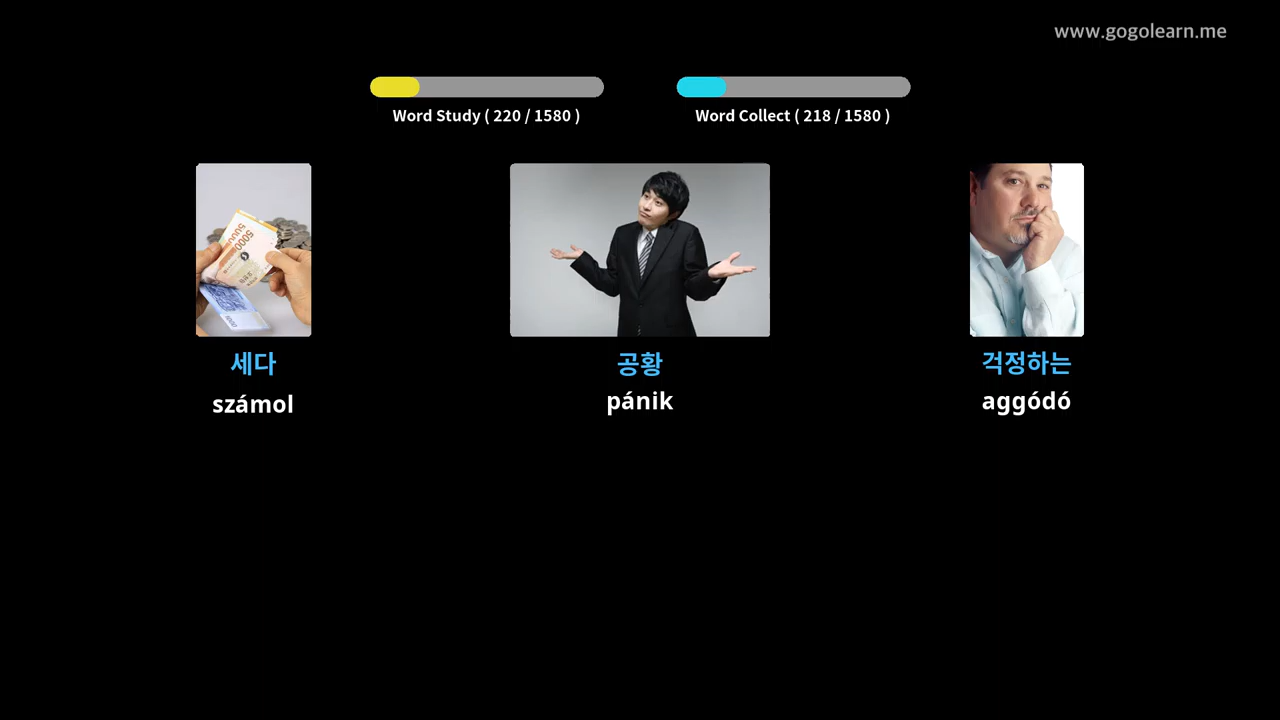 www.gogolearn.me
Word Study ( 220 / 1580 )
Word Collect ( 218 / 1580 )
세다
공황
걱정하는
számol
pánik
aggódó